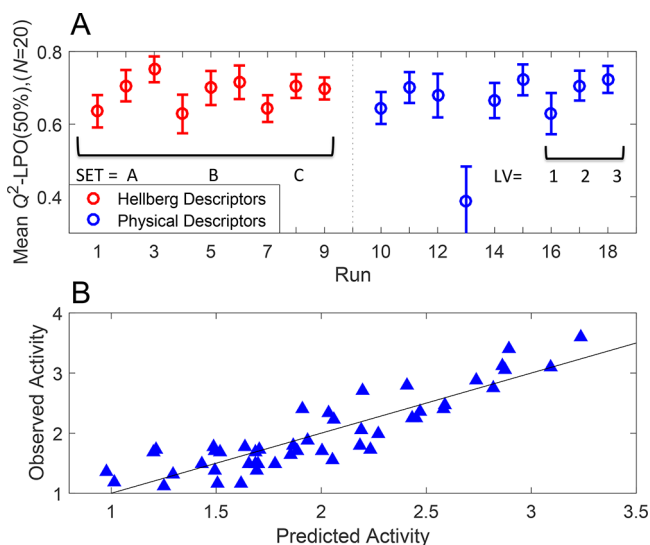 A
Mean Q²-LPO(50%),(N=20)
0.8
0.6
0.4
SET = A B C
LV= 1 2 3
Hellberg Descriptors
Physical Descriptors
1 3 5 7 9 10 12 14 16 18
Run
B
Observed Activity
4
3
2
1
1 1.5 2 2.5 3 3.5
Predicted Activity